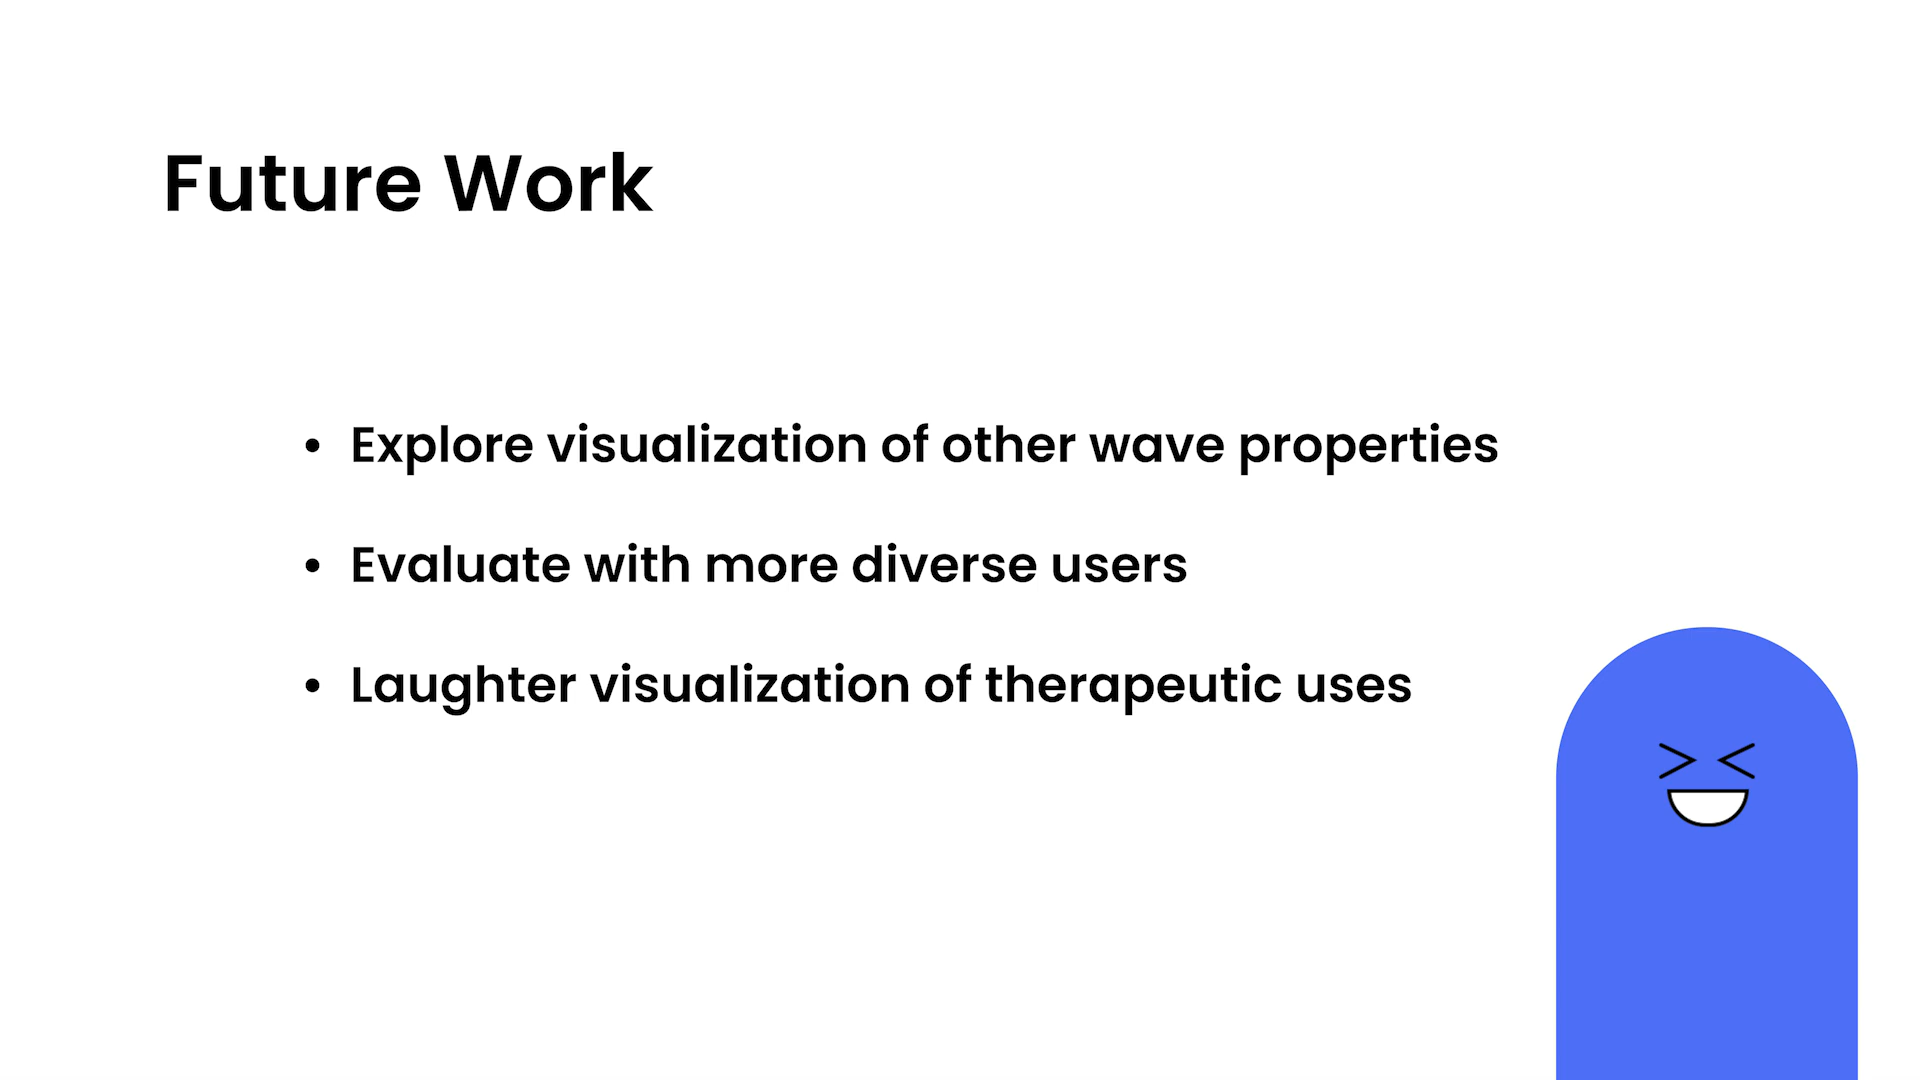 Future Work
• Explore visualization of other wave properties
• Evaluate with more diverse users
• Laughter visualization of therapeutic uses